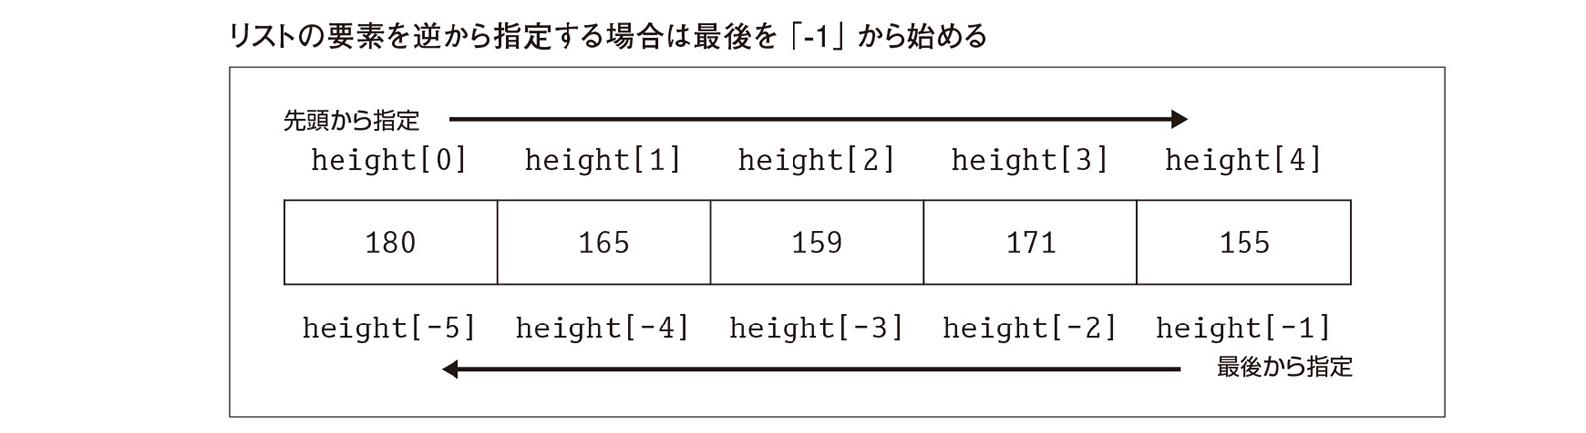 リストの要素を逆から指定する場合は最後を「-1」から始める
先頭から指定
height[0] height[1] height[2] height[3] height[4]
180 165 159 171 155
height[-5] height[-4] height[-3] height[-2] height[-1]
最後から指定